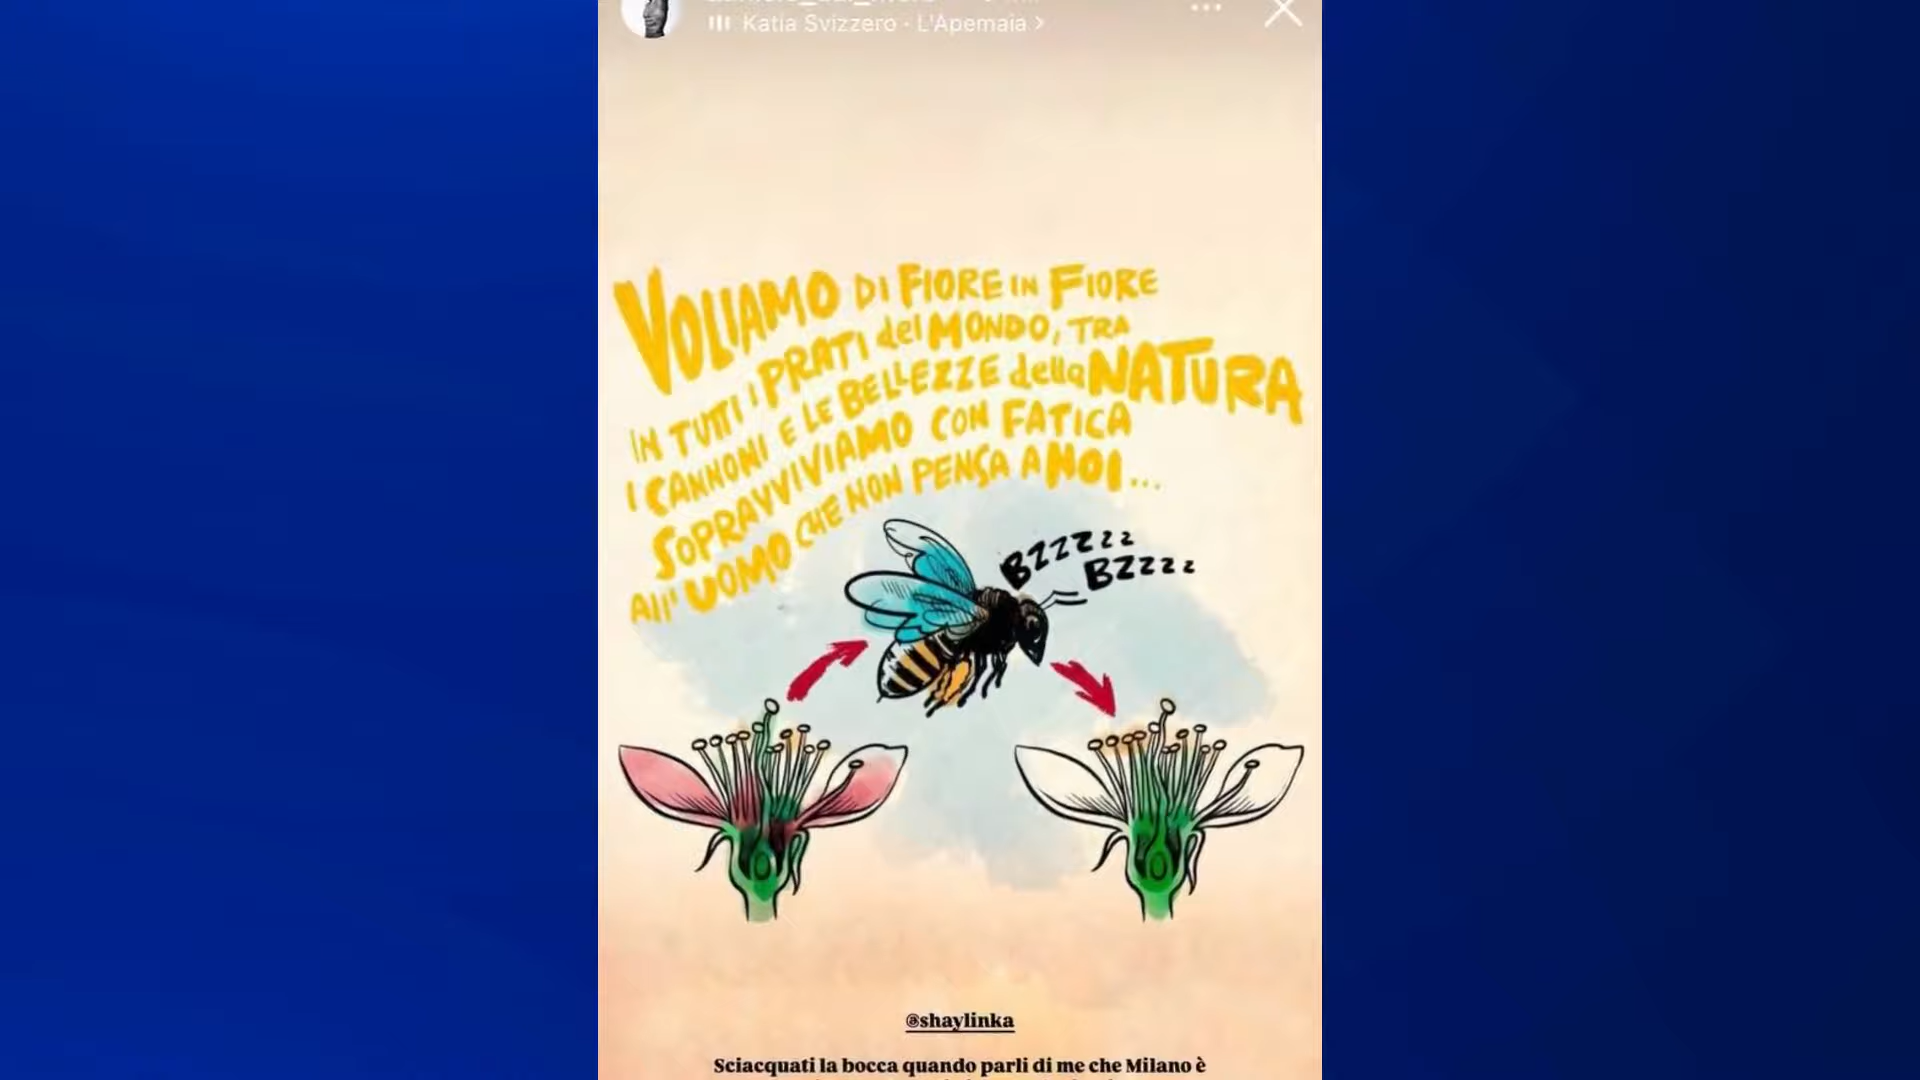 Katia Svizzero · L'Apemaia >
VOLIAMO DI FIORE IN FIORE
IN TUTTI I PRATI del MONDO, TRA
I CANNONI E LE BELLEZZE della NATURA
SOPRAVVIVIAMO CON FATICA
All' UOMO CHE NON PENSA A NOI...
BZZZZZ
BZZZZ
@shaylinka
Sciacquati la bocca quando parli di me che Milano è